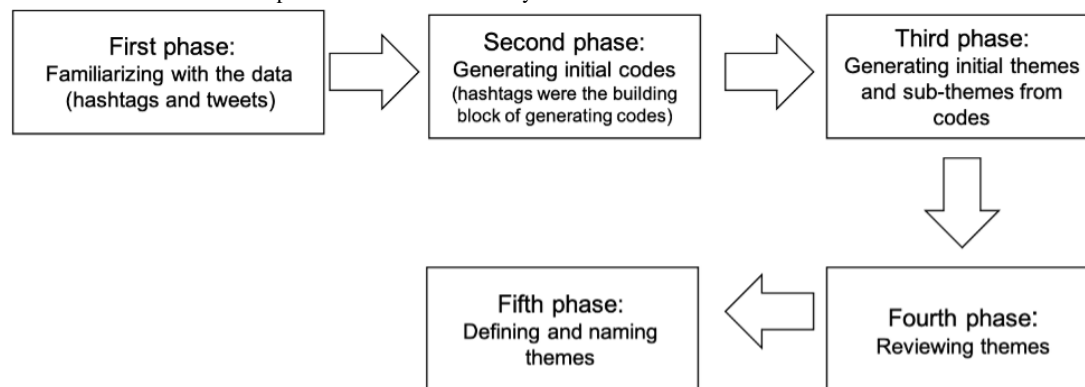 First phase:
Familiarizing with the data
(hashtags and tweets)
Second phase:
Generating initial codes
(hashtags were the building
block of generating codes)
Third phase:
Generating initial themes
and sub-themes from
codes
Fourth phase:
Reviewing themes
Fifth phase:
Defining and naming
themes